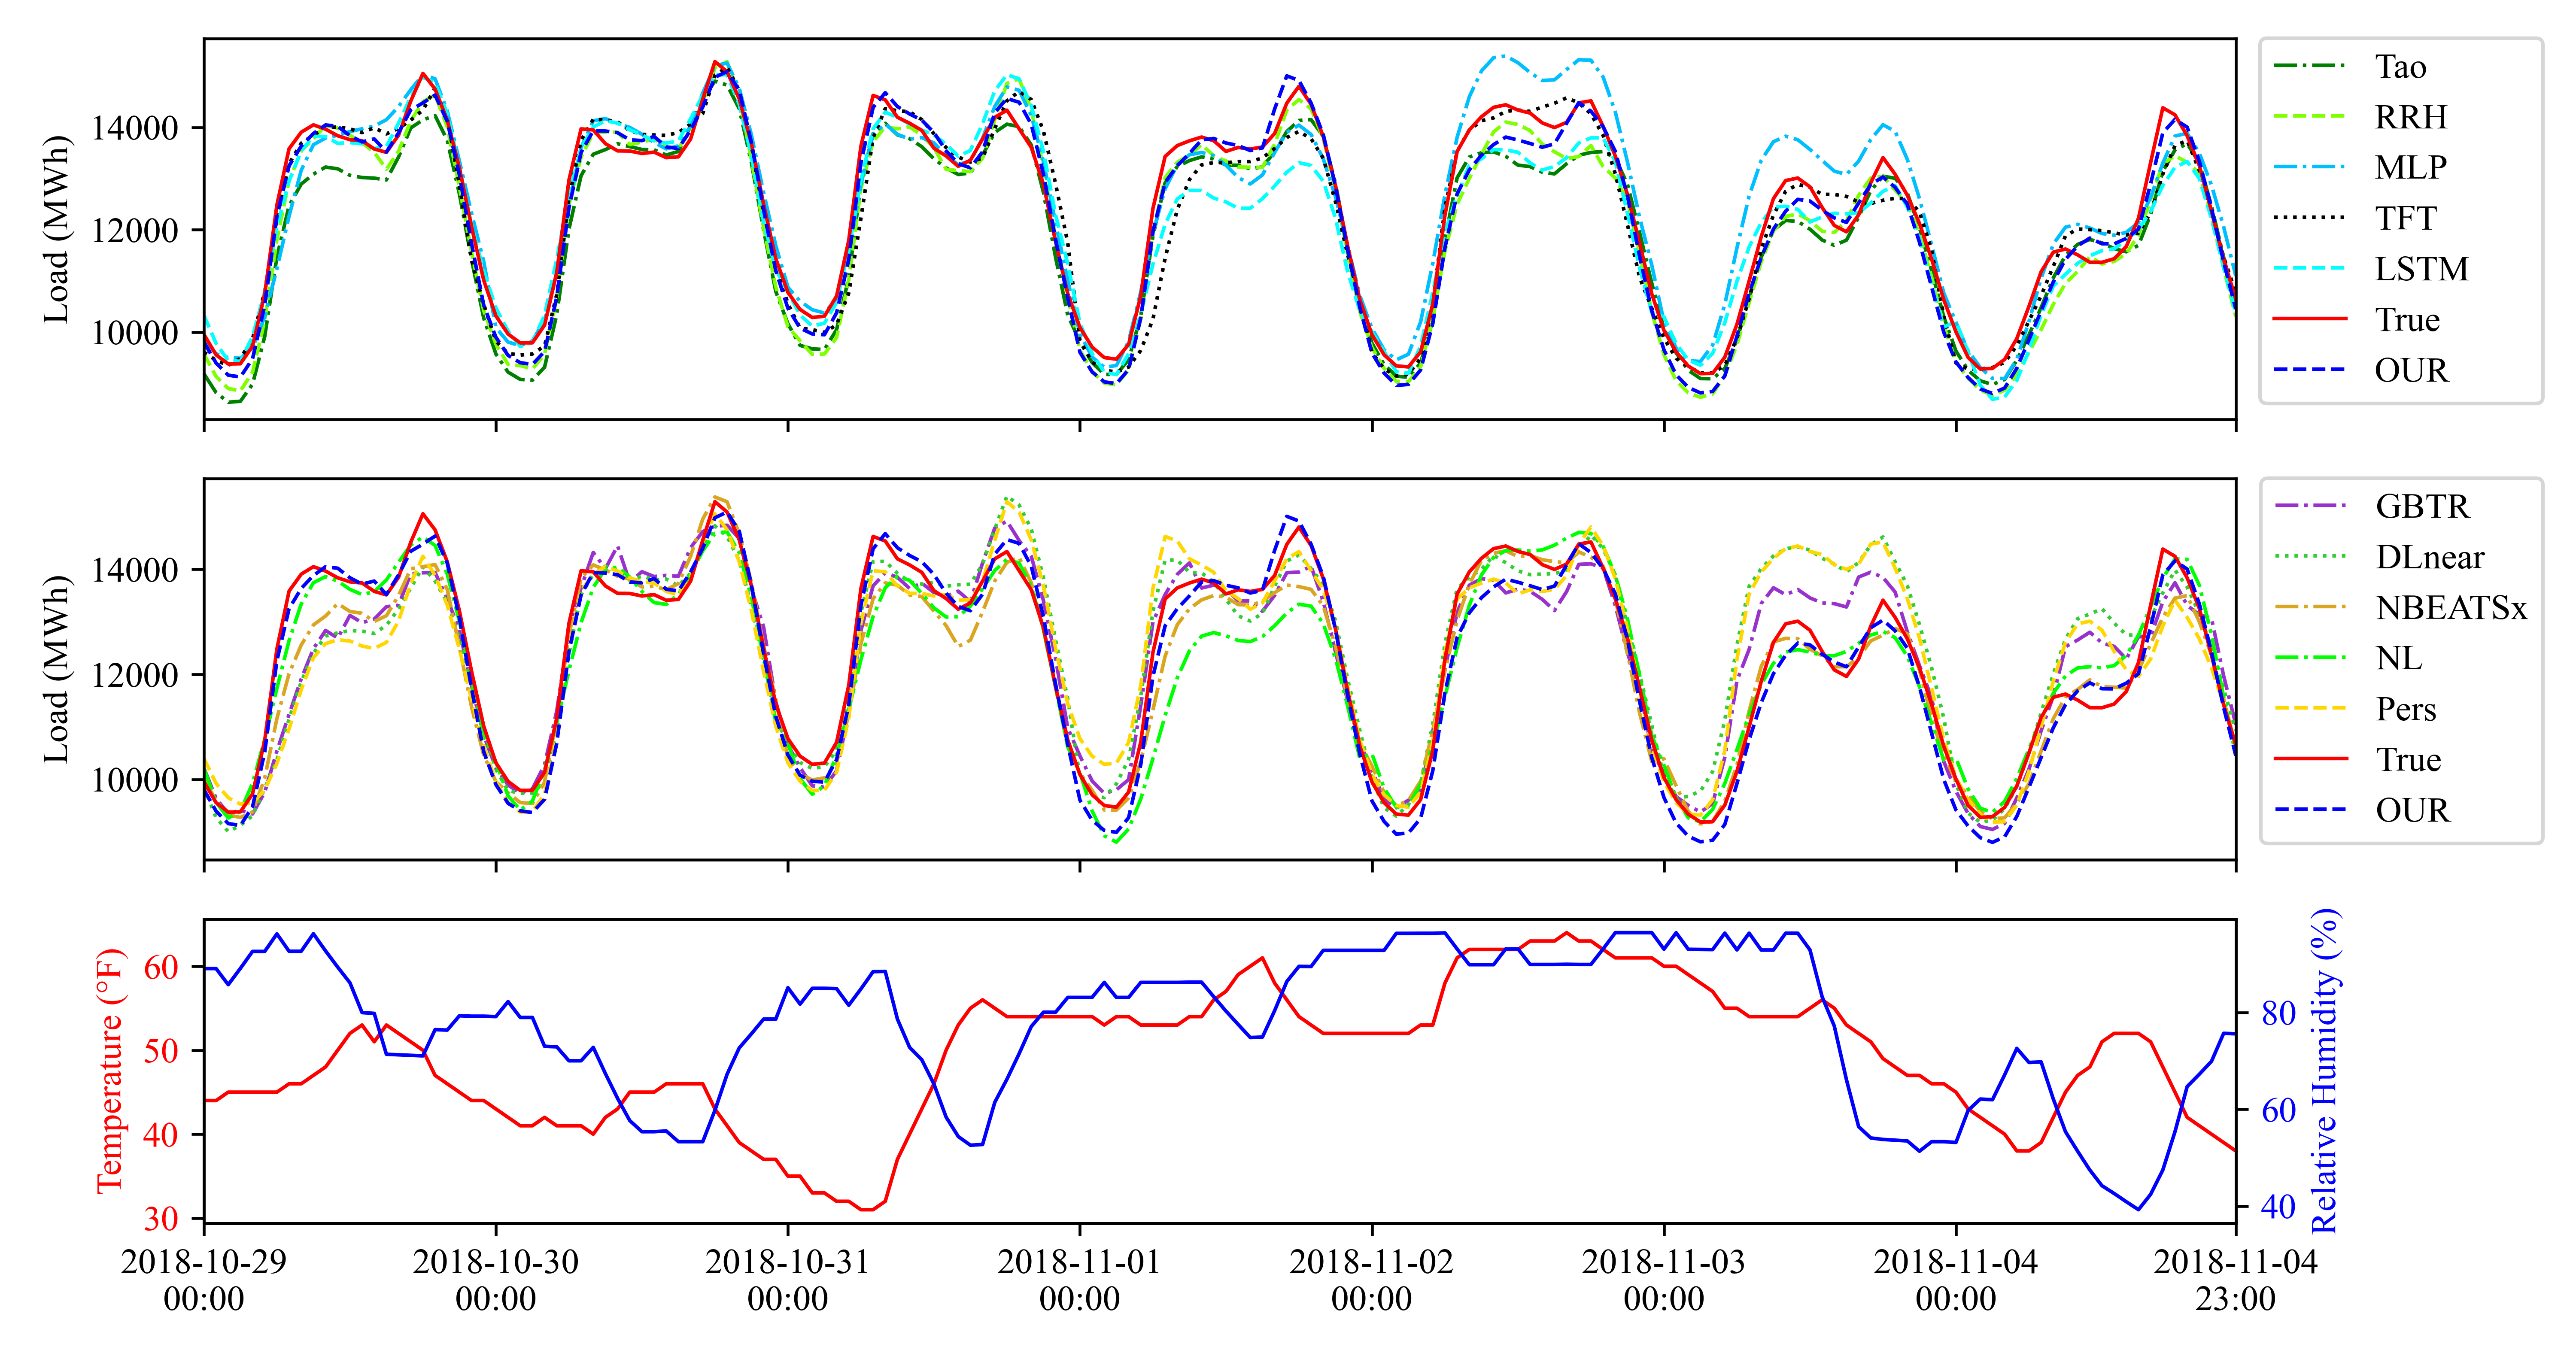 Load (MWh)
14000
12000
10000
Tao
RRH
MLP
TFT
LSTM
True
OUR
Load (MWh)
14000
12000
10000
GBTR
DLnear
NBEATSx
NL
Pers
True
OUR
Temperature (°F)
60
50
40
30
80
60
40
Relative Humidity (%)
2018-10-29
00:00
2018-10-30
00:00
2018-10-31
00:00
2018-11-01
00:00
2018-11-02
00:00
2018-11-03
00:00
2018-11-04
00:00
2018-11-04
23:00